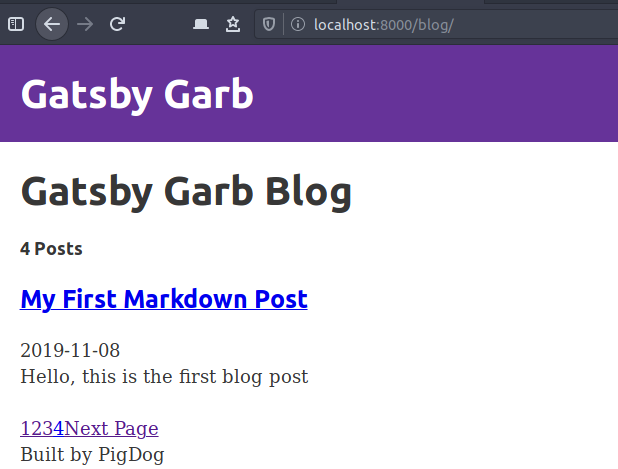 localhost:8000/blog/
Gatsby Garb
Gatsby Garb Blog
4 Posts
My First Markdown Post
2019-11-08
Hello, this is the first blog post
1234Next Page
Built by PigDog